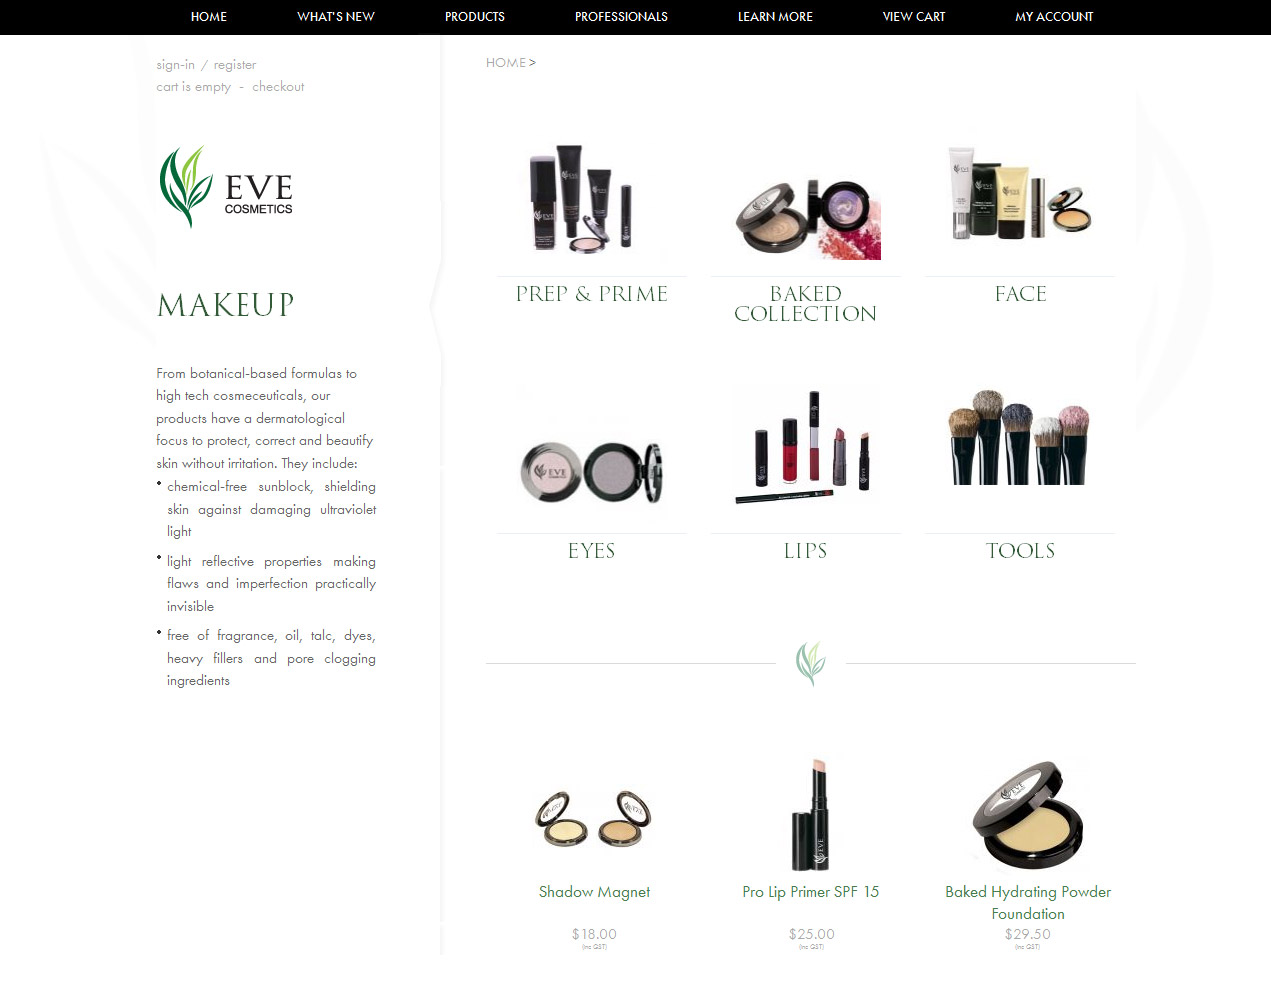 HOME WHAT'S NEW PRODUCTS PROFESSIONALS LEARN MORE VIEW CART MY ACCOUNT
sign-in / register
cart is empty - checkout
HOME >
EVE
COSMETICS
MAKEUP
From botanical-based formulas to
high tech cosmeceuticals, our
products have a dermatological
focus to protect, correct and beautify
skin without irritation. They include:
• chemical-free sunblock, shielding
skin against damaging ultraviolet
light
• light reflective properties making
flaws and imperfection practically
invisible
• free of fragrance, oil, talc, dyes,
heavy fillers and pore clogging
ingredients
PREP & PRIME
BAKED
COLLECTION
FACE
EYES
LIPS
TOOLS
Shadow Magnet
$18.00
(inc GST)
Pro Lip Primer SPF 15
$25.00
(inc GST)
Baked Hydrating Powder
Foundation
$29.50
(inc GST)